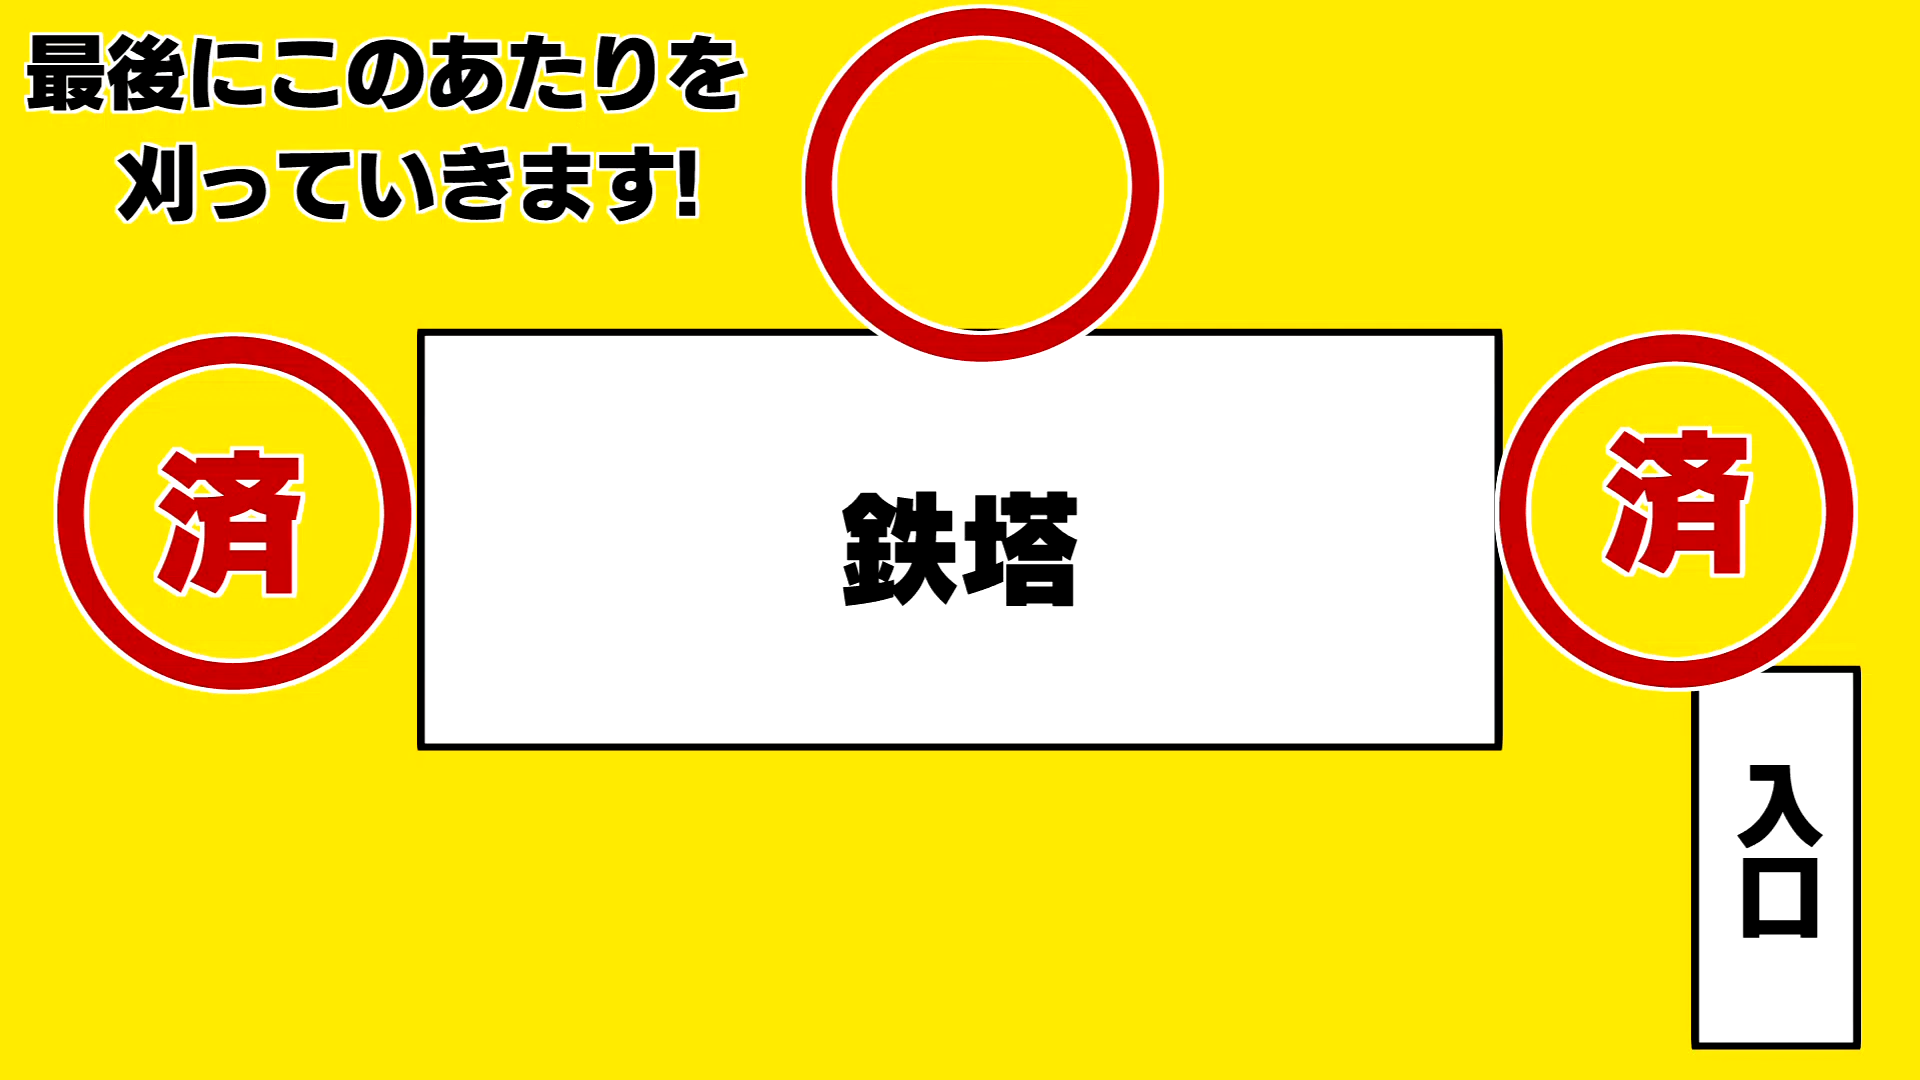 最後にこのあたりを
刈っていきます!
済
鉄塔
済
入口